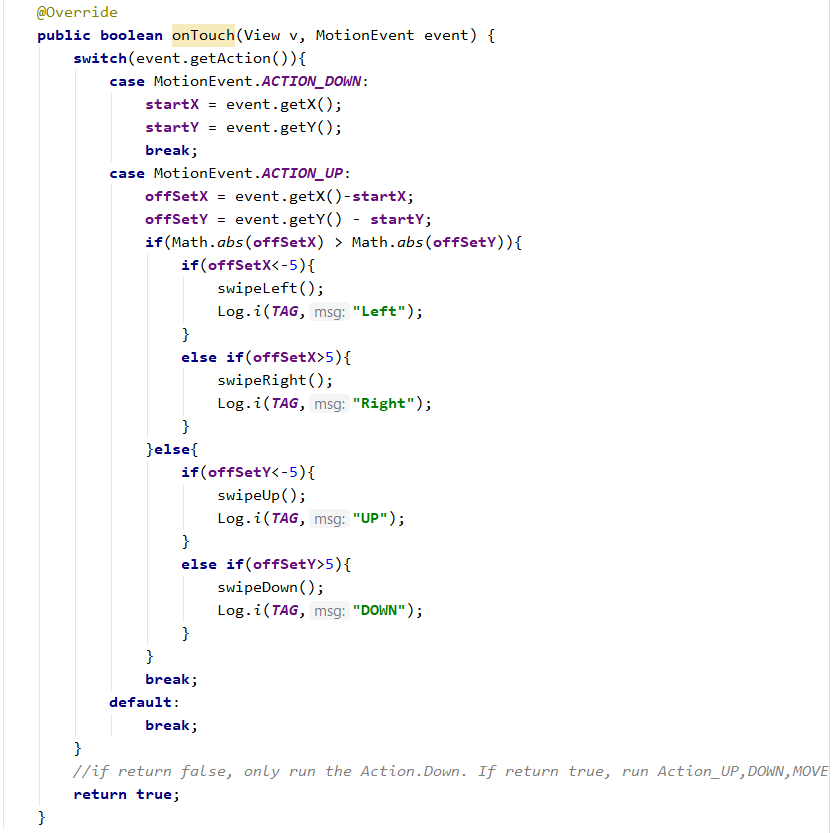 @Override
public boolean onTouch(View v, MotionEvent event) {
switch(event.getAction()){
case MotionEvent.ACTION_DOWN:
startX = event.getX();
startY = event.getY();
break;
case MotionEvent.ACTION_UP:
offSetX = event.getX()-startX;
offSetY = event.getY() - startY;
if(Math.abs(offSetX) > Math.abs(offSetY)){
if(offSetX<-5){
swipeLeft();
Log.i(TAG, msg: "Left");
}
else if(offSetX>5){
swipeRight();
Log.i(TAG, msg: "Right");
}
}else{
if(offSetY<-5){
swipeUp();
Log.i(TAG, msg: "UP");
}
else if(offSetY>5){
swipeDown();
Log.i(TAG, msg: "DOWN");
}
}
break;
default:
break;
}
//if return false, only run the Action.Down. If return true, run Action_UP,DOWN,MOVE
return true;
}